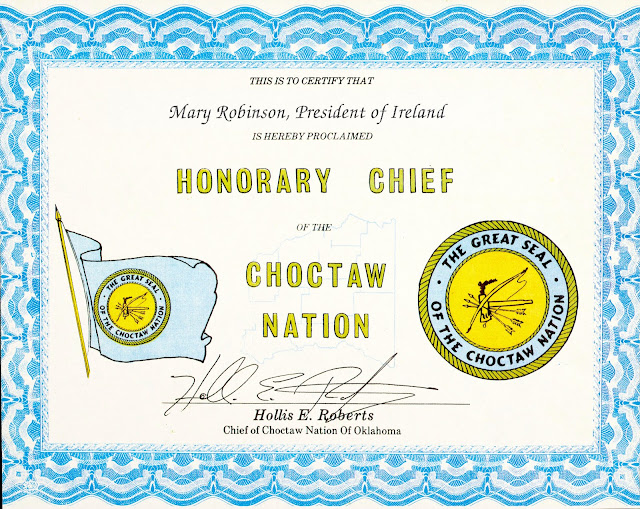 THIS IS TO CERTIFY THAT
Mary Robinson, President of Ireland
IS HEREBY PROCLAIMED
HONORARY CHIEF
OF THE
CHOCTAW
NATION
· THE GREAT SEAL ·
OF THE CHOCTAW NATION
· THE GREAT SEAL ·
OF THE CHOCTAW NATION
Hollis E. Roberts
Hollis E. Roberts
Chief of Choctaw Nation Of Oklahoma